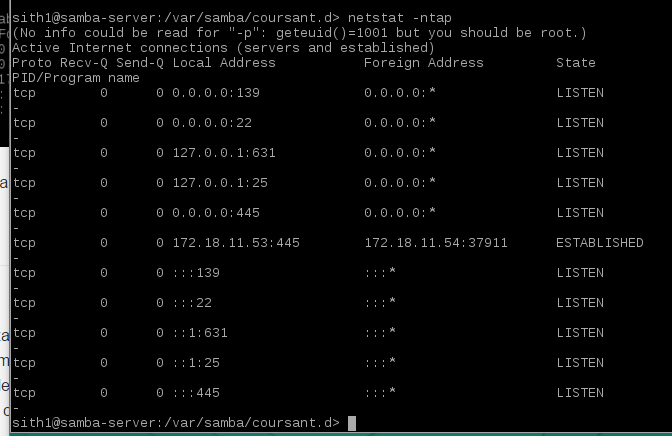 sith1@samba-server:/var/samba/coursant.d> netstat -ntap
(No info could be read for "-p": geteuid()=1001 but you should be root.)
Active Internet connections (servers and established)
Proto Recv-Q Send-Q Local Address           Foreign Address         State
PID/Program name
tcp        0      0 0.0.0.0:139             0.0.0.0:*               LISTEN
-
tcp        0      0 0.0.0.0:22              0.0.0.0:*               LISTEN
-
tcp        0      0 127.0.0.1:631           0.0.0.0:*               LISTEN
-
tcp        0      0 127.0.0.1:25            0.0.0.0:*               LISTEN
-
tcp        0      0 0.0.0.0:445             0.0.0.0:*               LISTEN
-
tcp        0      0 172.18.11.53:445        172.18.11.54:37911      ESTABLISHED
-
tcp        0      0 :::139                  :::*                    LISTEN
-
tcp        0      0 :::22                   :::*                    LISTEN
-
tcp        0      0 ::1:631                 :::*                    LISTEN
-
tcp        0      0 ::1:25                  :::*                    LISTEN
-
tcp        0      0 :::445                  :::*                    LISTEN
-
sith1@samba-server:/var/samba/coursant.d>